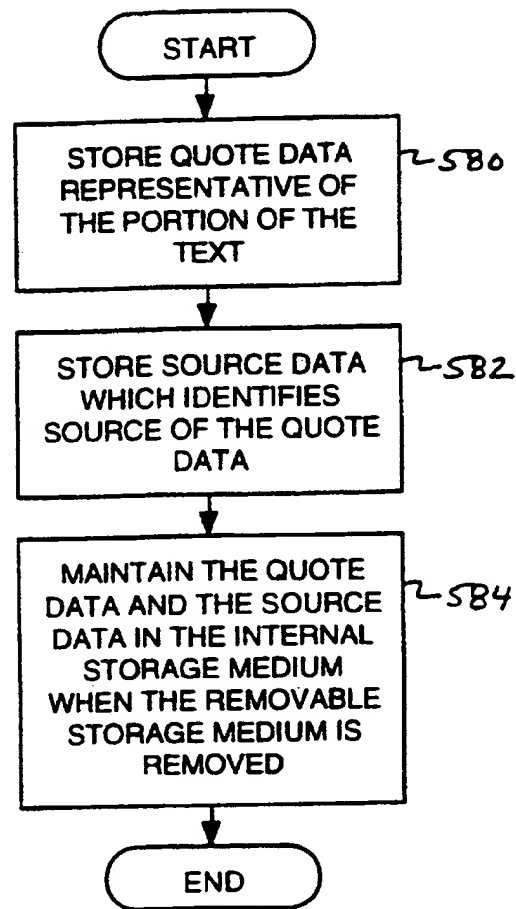 START
STORE QUOTE DATA
REPRESENTATIVE OF
THE PORTION OF THE
TEXT
580
STORE SOURCE DATA
WHICH IDENTIFIES
SOURCE OF THE QUOTE
DATA
582
MAINTAIN THE QUOTE
DATA AND THE SOURCE
DATA IN THE INTERNAL
STORAGE MEDIUM
WHEN THE REMOVABLE
STORAGE MEDIUM IS
REMOVED
584
END